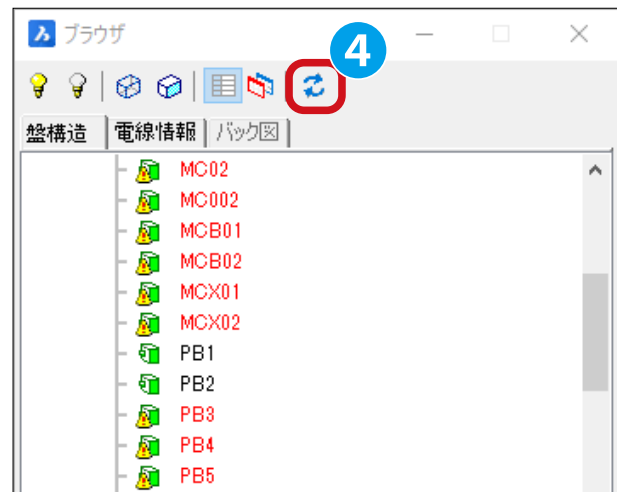 ブラウザ
4
盤構造 電線情報 バック図
MC02
MC002
MCB01
MCB02
MCX01
MCX02
PB1
PB2
PB3
PB4
PB5